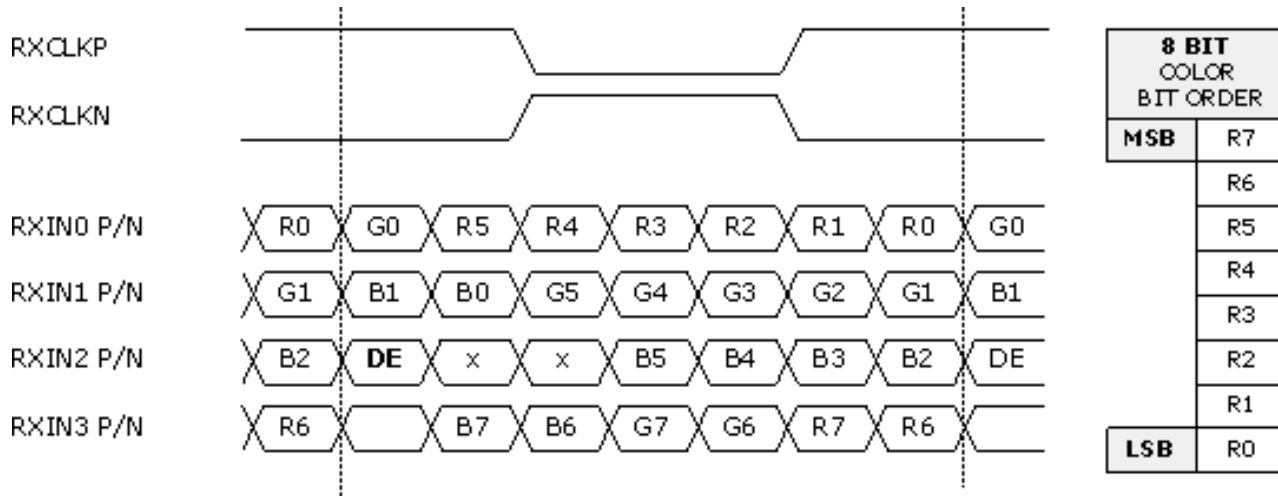 RXCLKP
RXCLKN
RXIN0 P/N R0 G0 R5 R4 R3 R2 R1 R0 G0
RXIN1 P/N G1 B1 B0 G5 G4 G3 G2 G1 B1
RXIN2 P/N B2 DE x x B5 B4 B3 B2 DE
RXIN3 P/N R6 B7 B6 G7 G6 R7 R6
8 BIT
COLOR
BIT ORDER
MSB R7
R6
R5
R4
R3
R2
R1
LSB R0